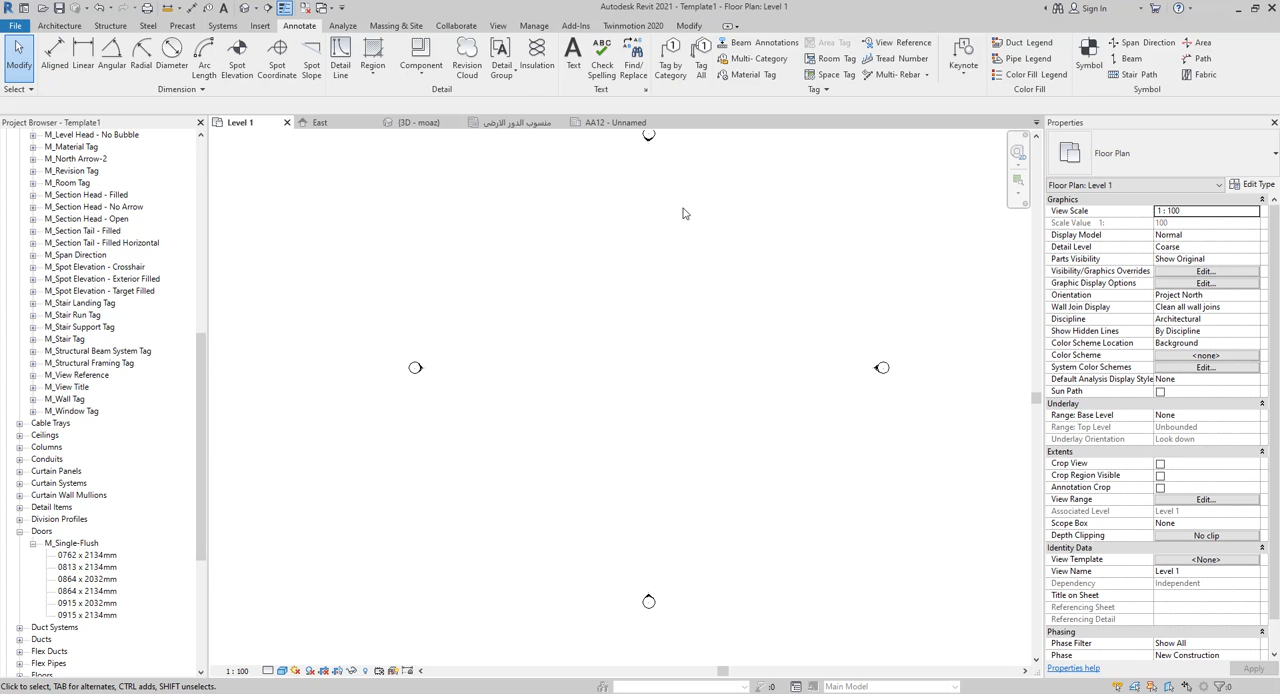 Autodesk Revit 2021 - Template1 - Floor Plan: Level 1
Sign In
File Architecture Structure Steel Precast Systems Insert Annotate Analyze Massing & Site Collaborate View Manage Add-Ins Twinmotion 2020 Modify
Modify Aligned Linear Angular Radial Diameter Arc Length Spot Elevation Spot Coordinate Spot Slope Detail Line Region Component Revision Cloud Detail Group Insulation Text Check Spelling Find/ Replace Tag by Category Tag All
ABC
Beam Annotations
Multi- Category
Material Tag
Area Tag
Room Tag
Space Tag
View Reference
Tread Number
Multi- Rebar
Keynote
Duct Legend
Pipe Legend
Color Fill Legend
Symbol
Span Direction
Beam
Stair Path
Area
Path
Fabric
Select Dimension Detail Text Tag Color Fill Symbol
Project Browser - Template1
Level 1
East
{3D - moaz}
منسوب الدور الارضى
AA12 - Unnamed
M_Level Head - No Bubble
M_Material Tag
M_North Arrow-2
M_Revision Tag
M_Room Tag
M_Section Head - Filled
M_Section Head - No Arrow
M_Section Head - Open
M_Section Tail - Filled
M_Section Tail - Filled Horizontal
M_Span Direction
M_Spot Elevation - Crosshair
M_Spot Elevation - Exterior Filled
M_Spot Elevation - Target Filled
M_Stair Landing Tag
M_Stair Run Tag
M_Stair Support Tag
M_Stair Tag
M_Structural Beam System Tag
M_Structural Framing Tag
M_View Reference
M_View Title
M_Wall Tag
M_Window Tag
Cable Trays
Ceilings
Columns
Conduits
Curtain Panels
Curtain Systems
Curtain Wall Mullions
Detail Items
Division Profiles
Doors
M_Single-Flush
0762 x 2134mm
0813 x 2134mm
0864 x 2032mm
0864 x 2134mm
0915 x 2032mm
0915 x 2134mm
Duct Systems
Ducts
Flex Ducts
Flex Pipes
Floors
Properties
Floor Plan
Floor Plan: Level 1 Edit Type
Graphics
View Scale 1 : 100
Scale Value 1: 100
Display Model Normal
Detail Level Coarse
Parts Visibility Show Original
Visibility/Graphics Overrides Edit...
Graphic Display Options Edit...
Orientation Project North
Wall Join Display Clean all wall joins
Discipline Architectural
Show Hidden Lines By Discipline
Color Scheme Location Background
Color Scheme <none>
System Color Schemes Edit...
Default Analysis Display Style None
Sun Path
Underlay
Range: Base Level None
Range: Top Level Unbounded
Underlay Orientation Look down
Extents
Crop View
Crop Region Visible
Annotation Crop
View Range Edit...
Associated Level Level 1
Scope Box None
Depth Clipping No clip
Identity Data
View Template <None>
View Name Level 1
Dependency Independent
Title on Sheet
Referencing Sheet
Referencing Detail
Phasing
Phase Filter Show All
Phase New Construction
Properties help Apply
1 : 100
Click to select, TAB for alternates, CTRL adds, SHIFT unselects.
:0
Main Model
:0